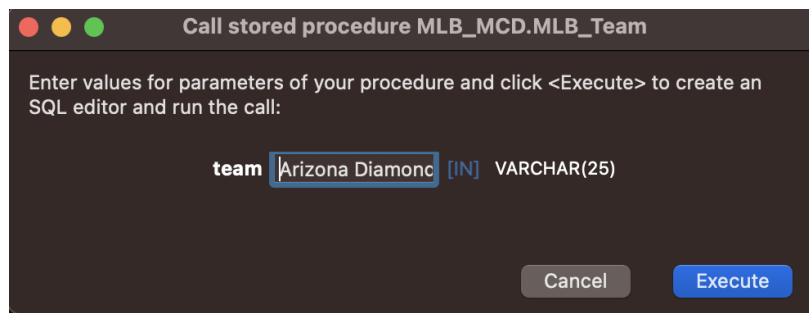 Call stored procedure MLB_MCD.MLB_Team
Enter values for parameters of your procedure and click <Execute> to create an
SQL editor and run the call:
team Arizona Diamond [IN] VARCHAR(25)
Cancel Execute